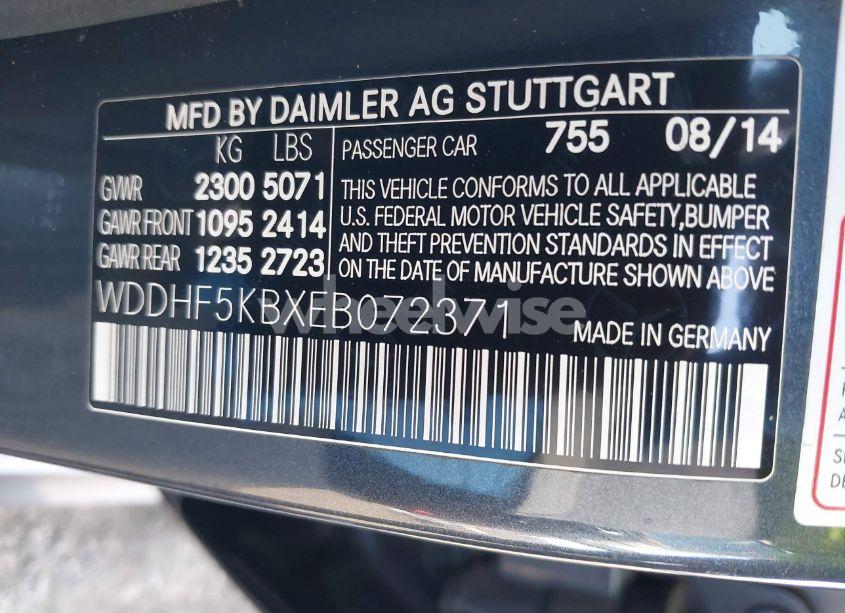 MFD BY DAIMLER AG STUTTGART
KG LBS
GVWR 2300 5071
GAWR FRONT 1095 2414
GAWR REAR 1235 2723
PASSENGER CAR 755 08/14
THIS VEHICLE CONFORMS TO ALL APPLICABLE
U.S. FEDERAL MOTOR VEHICLE SAFETY, BUMPER
AND THEFT PREVENTION STANDARDS IN EFFECT
ON THE DATE OF MANUFACTURE SHOWN ABOVE
WDDHF5KBXEB072371
wheelwise
MADE IN GERMANY